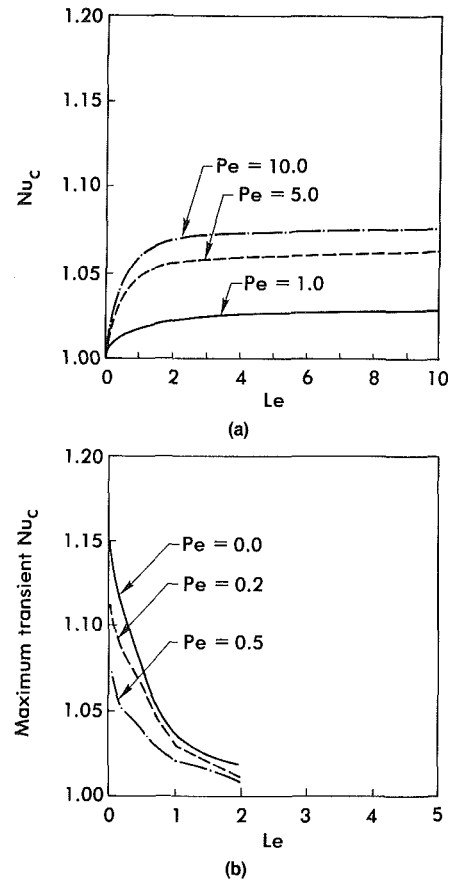 1.20
1.15
Nu_C
1.10
Pe = 10.0
Pe = 5.0
1.05
Pe = 1.0
1.00
0 2 4 6 8 10
Le
(a)
1.20
Maximum transient Nu_C
1.15
Pe = 0.0
Pe = 0.2
1.10
Pe = 0.5
1.05
1.00
0 1 2 3 4 5
Le
(b)